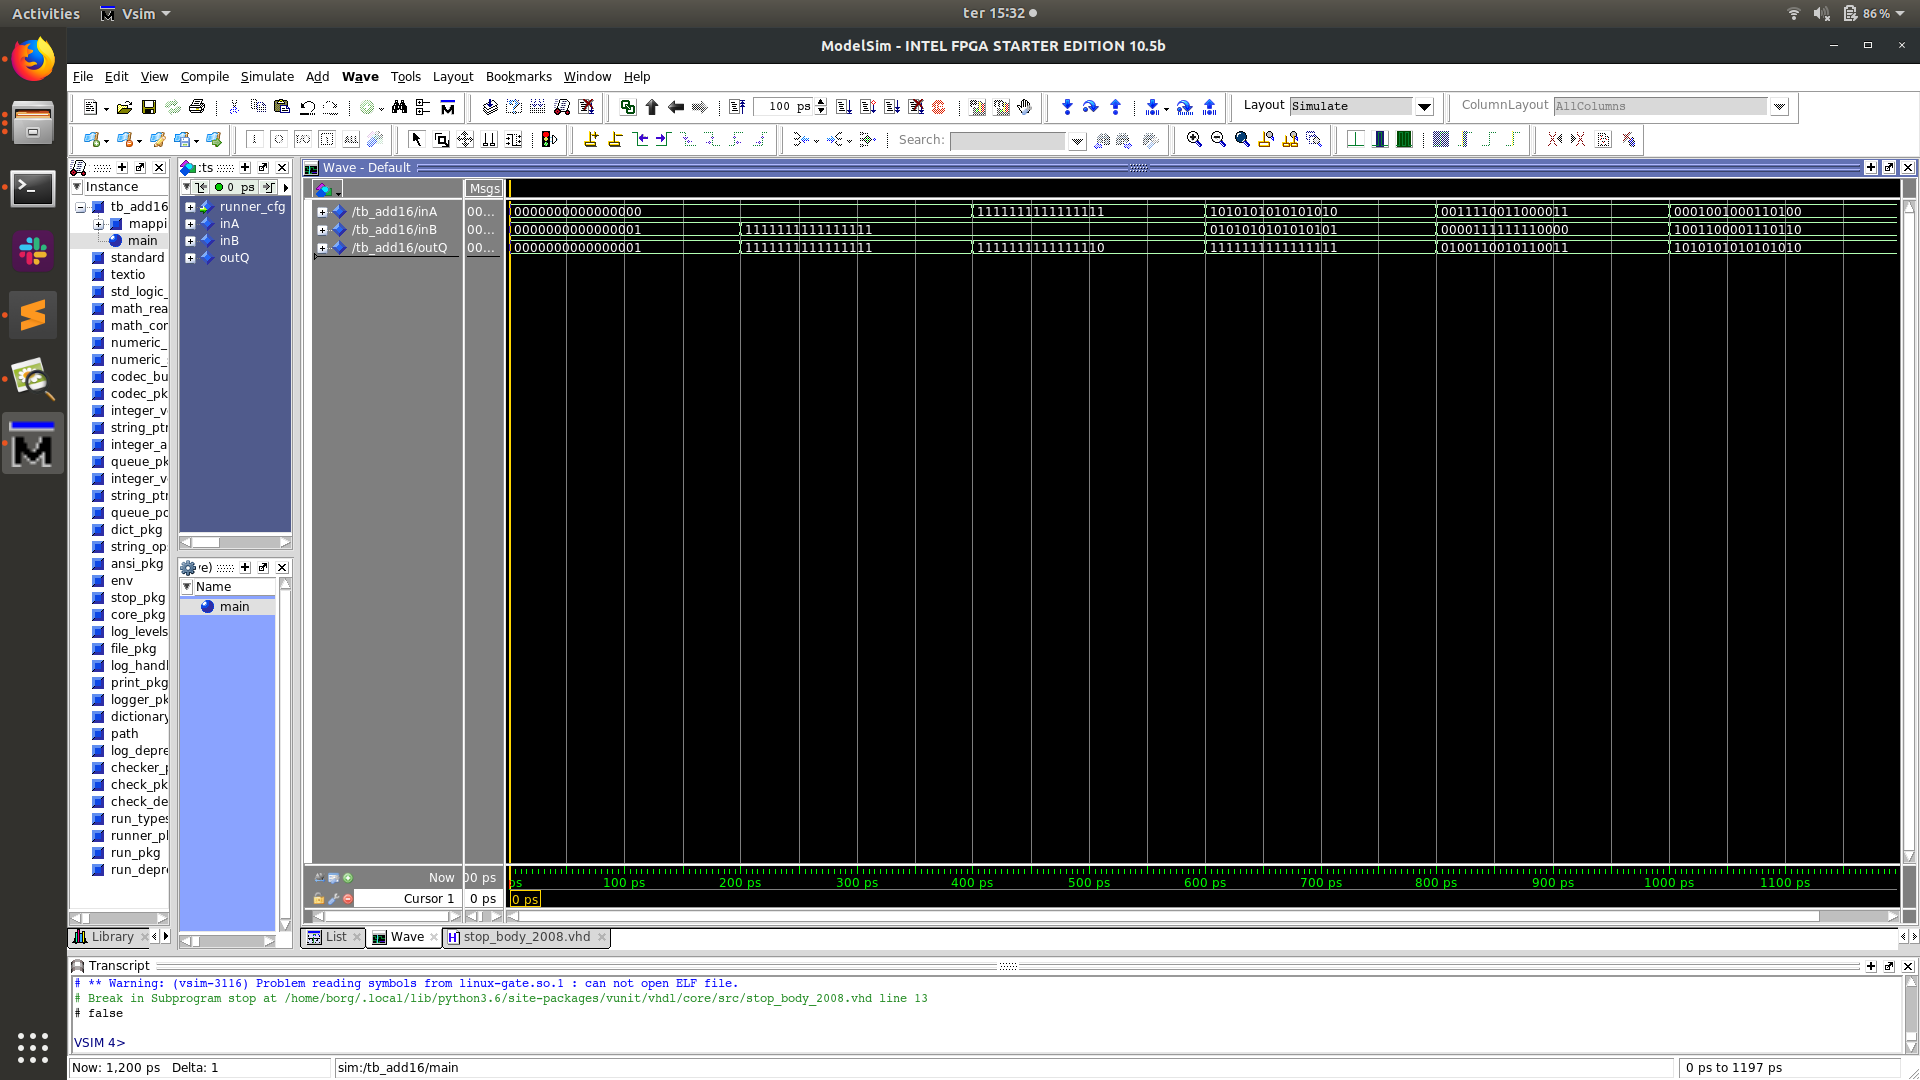 Activities Vsim ter 15:32 86%
ModelSim - INTEL FPGA STARTER EDITION 10.5b
File Edit View Compile Simulate Add Wave Tools Layout Bookmarks Window Help
100 ps Layout Simulate ColumnLayout AllColumns
Search:
:ts Wave - Default
Instance 0 ps Msgs
tb_add16 runner_cfg /tb_add16/inA 00... 0000000000000000 1111111111111111 1010101010101010 0011110011000011 0001001000110100
mappi inA /tb_add16/inB 00... 0000000000000001 1111111111111111 0101010101010101 0000111111110000 1001100001110110
main inB /tb_add16/outQ 00... 0000000000000001 1111111111111111 1111111111111110 1111111111111111 0100110010110011 1010101010101010
standard outQ
textio
std_logic_
math_rea
math_cor
numeric_
numeric_
codec_bu
codec_pk
integer_v
string_ptr
integer_a
queue_pk
integer_v
string_ptr
queue_po
dict_pkg
string_op
ansi_pkg ve)
env Name
stop_pkg main
core_pkg
log_levels
file_pkg
log_handl
print_pkg
logger_pk
dictionary
path
log_depre
checker_p
check_pk
check_de
run_types
runner_pl
run_pkg
run_depre
Now 00 ps ps 100 ps 200 ps 300 ps 400 ps 500 ps 600 ps 700 ps 800 ps 900 ps 1000 ps 1100 ps
Cursor 1 0 ps 0 ps
Library List Wave stop_body_2008.vhd
Transcript
# ** Warning: (vsim-3116) Problem reading symbols from linux-gate.so.1 : can not open ELF file.
# Break in Subprogram stop at /home/borg/.local/lib/python3.6/site-packages/vunit/vhdl/core/src/stop_body_2008.vhd line 13
# false
VSIM 4>
Now: 1,200 ps Delta: 1 sim:/tb_add16/main 0 ps to 1197 ps